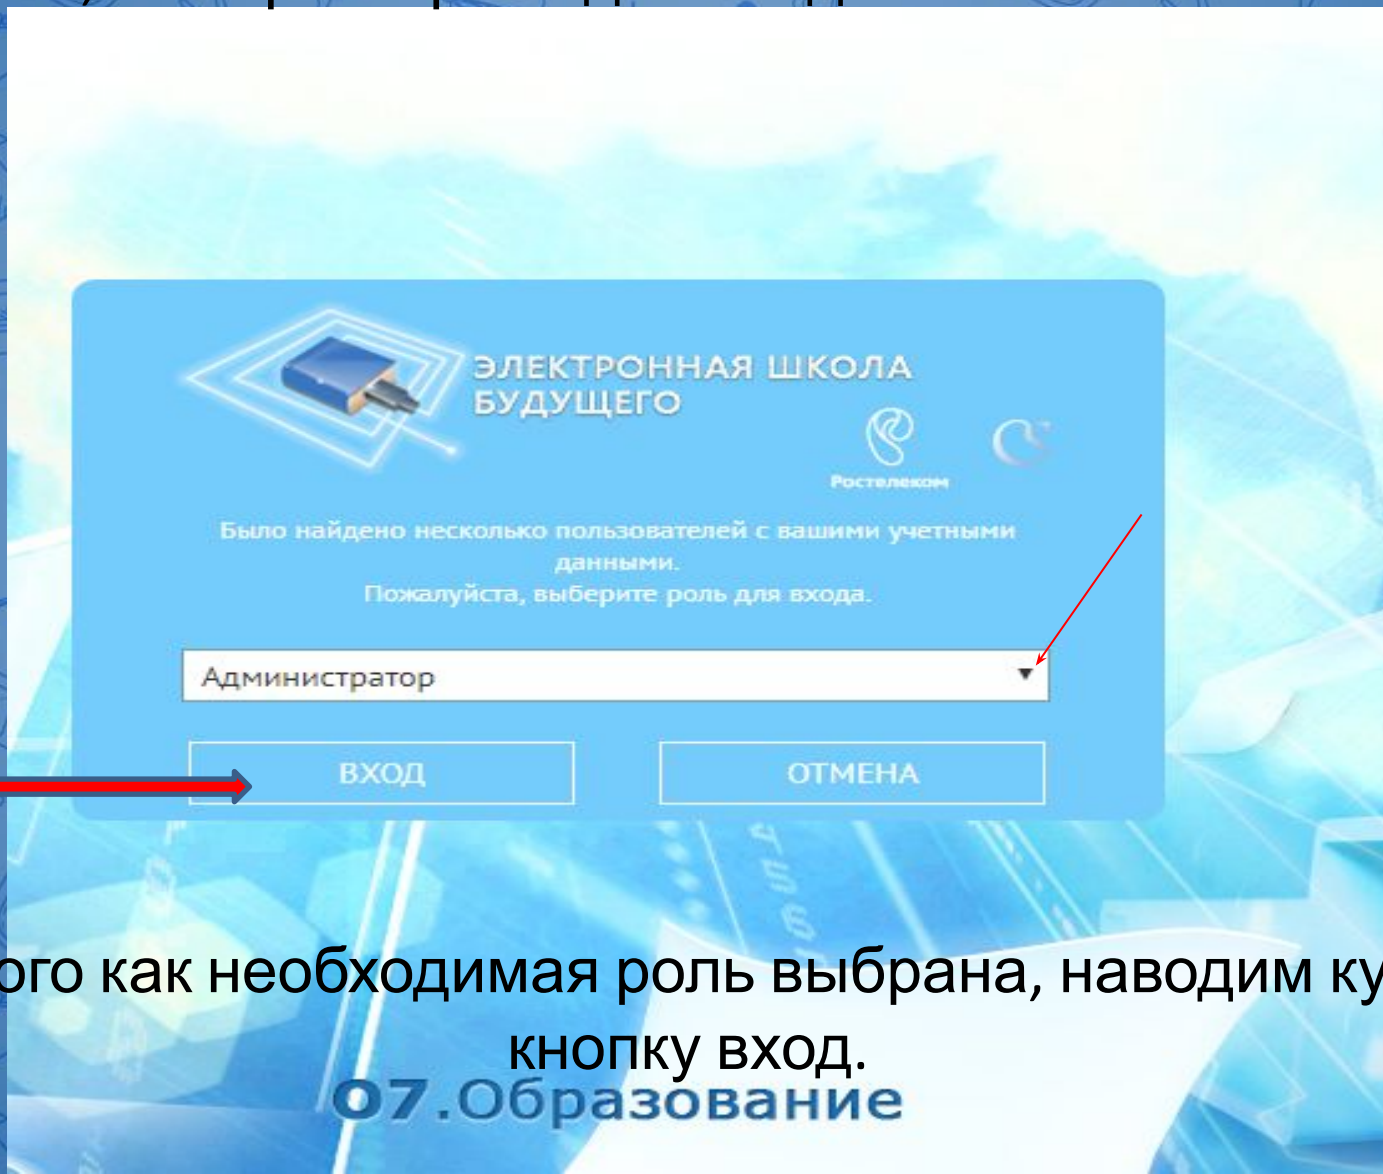 ЭЛЕКТРОННАЯ ШКОЛА
БУДУЩЕГО
Ростелеком
Было найдено несколько пользователей с вашими учетными
данными.
Пожалуйста, выберите роль для входа.
Администратор
ВХОД
ОТМЕНА
ого как необходимая роль выбрана, наводим ку
кнопку вход.
О7.Образование